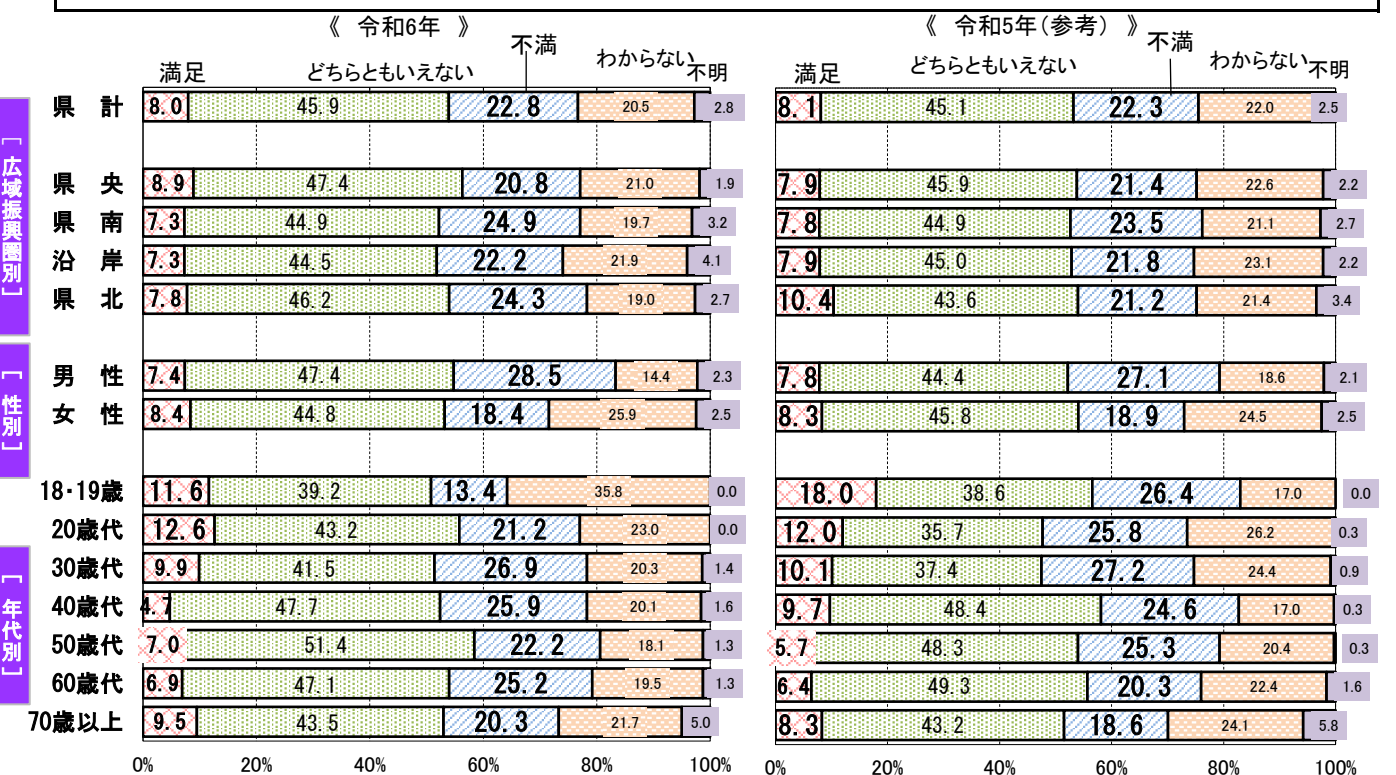 《 令和6年 》
《 令和5年(参考) 》
満足 どちらともいえない 不満 わからない 不明
満足 どちらともいえない 不満 わからない 不明
県 計 8.0 45.9 22.8 20.5 2.8 8.1 45.1 22.3 22.0 2.5
[広域振興圏別]
県 央 8.9 47.4 20.8 21.0 1.9 7.9 45.9 21.4 22.6 2.2
県 南 7.3 44.9 24.9 19.7 3.2 7.8 44.9 23.5 21.1 2.7
沿 岸 7.3 44.5 22.2 21.9 4.1 7.9 45.0 21.8 23.1 2.2
県 北 7.8 46.2 24.3 19.0 2.7 10.4 43.6 21.2 21.4 3.4
[性別]
男 性 7.4 47.4 28.5 14.4 2.3 7.8 44.4 27.1 18.6 2.1
女 性 8.4 44.8 18.4 25.9 2.5 8.3 45.8 18.9 24.5 2.5
[年代別]
18・19歳 11.6 39.2 13.4 35.8 0.0 18.0 38.6 26.4 17.0 0.0
20歳代 12.6 43.2 21.2 23.0 0.0 12.0 35.7 25.8 26.2 0.3
30歳代 9.9 41.5 26.9 20.3 1.4 10.1 37.4 27.2 24.4 0.9
40歳代 4.7 47.7 25.9 20.1 1.6 9.7 48.4 24.6 17.0 0.3
50歳代 7.0 51.4 22.2 18.1 1.3 5.7 48.3 25.3 20.4 0.3
60歳代 6.9 47.1 25.2 19.5 1.3 6.4 49.3 20.3 22.4 1.6
70歳以上 9.5 43.5 20.3 21.7 5.0 8.3 43.2 18.6 24.1 5.8
0% 20% 40% 60% 80% 100% 0% 20% 40% 60% 80% 100%